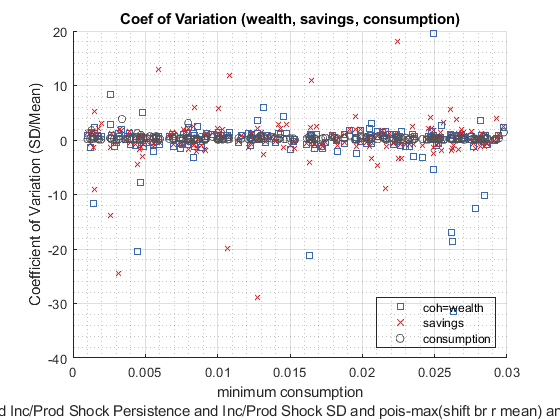 Coef of Variation (wealth, savings, consumption)
Coefficient of Variation (SD/Mean)
20
10
0
-10
-20
-30
-40
coh=wealth
savings
consumption
0 0.005 0.01 0.015 0.02 0.025 0.03
minimum consumption
d Inc/Prod Shock Persistence and Inc/Prod Shock SD and pois-max(shift br r mean) ar